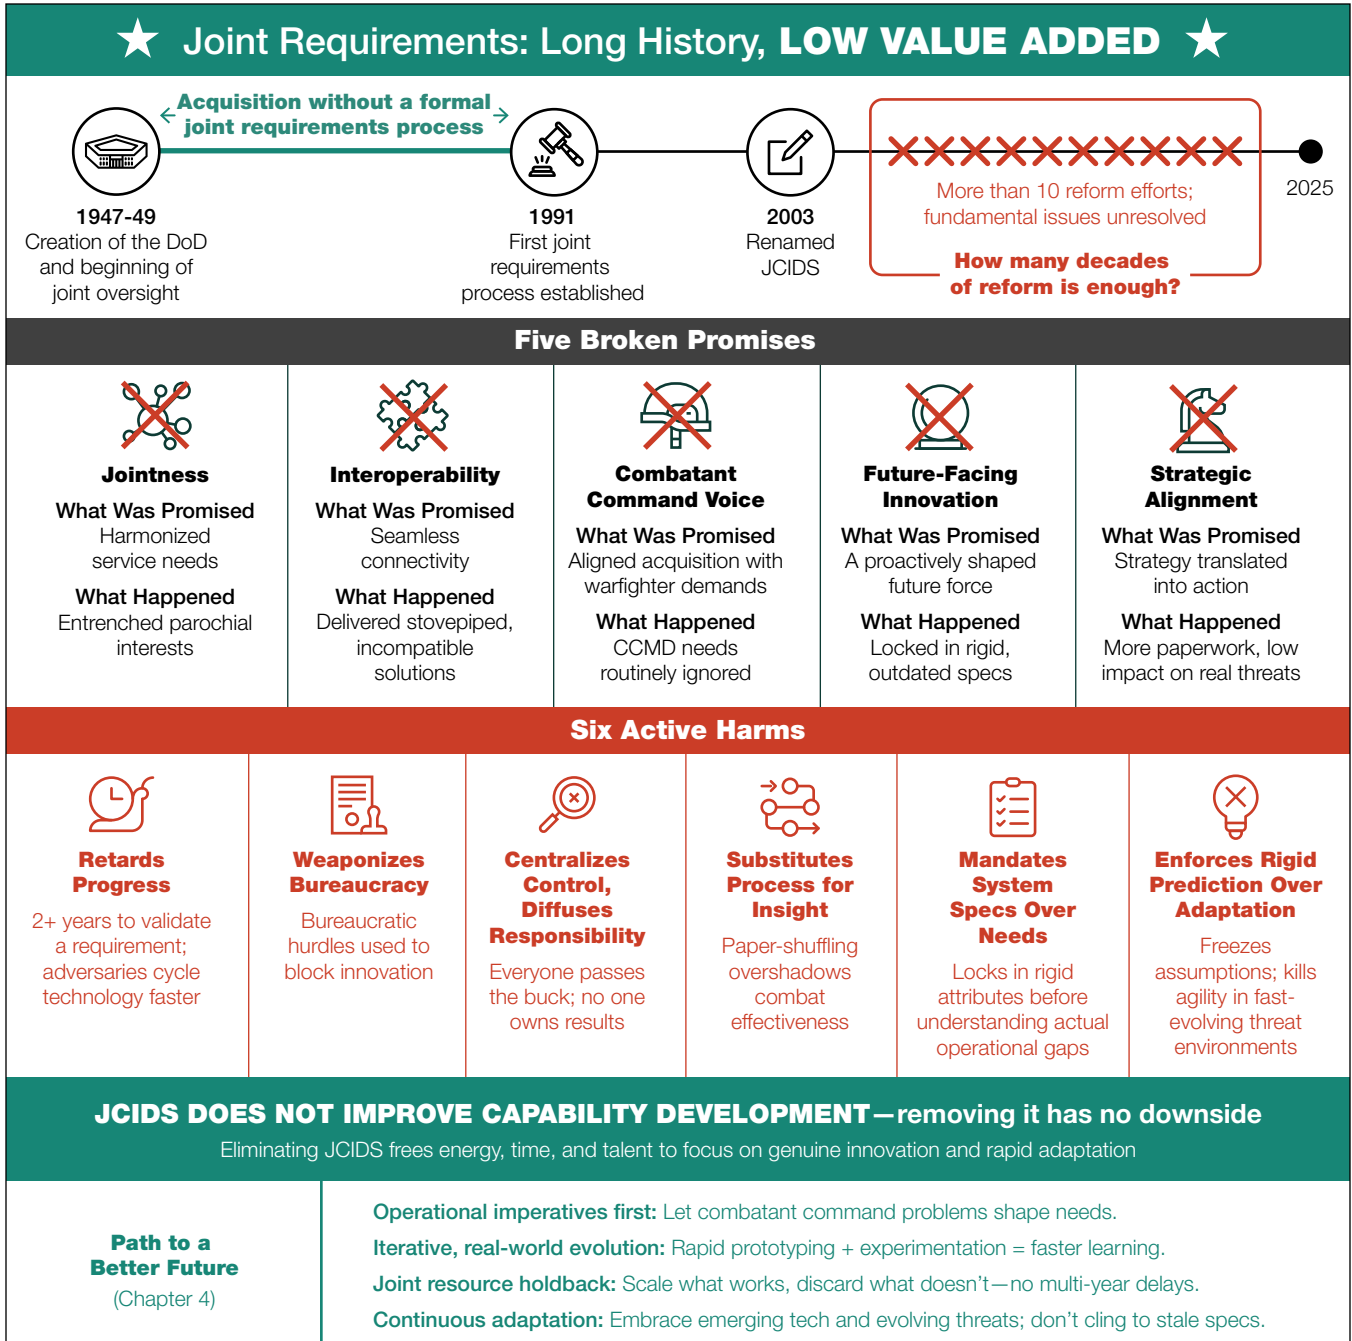 Joint Requirements: Long History, LOW VALUE ADDED
Acquisition without a formal
joint requirements process
1947-49
Creation of the DoD
and beginning of
joint oversight
1991
First joint
requirements
process established
2003
Renamed
JCIDS
More than 10 reform efforts;
fundamental issues unresolved
How many decades
of reform is enough?
2025
Five Broken Promises
Jointness
What Was Promised
Harmonized
service needs
What Happened
Entrenched parochial
interests
Interoperability
What Was Promised
Seamless
connectivity
What Happened
Delivered stovepiped,
incompatible
solutions
Combatant
Command Voice
What Was Promised
Aligned acquisition with
warfighter demands
What Happened
CCMD needs
routinely ignored
Future-Facing
Innovation
What Was Promised
A proactively shaped
future force
What Happened
Locked in rigid,
outdated specs
Strategic
Alignment
What Was Promised
Strategy translated
into action
What Happened
More paperwork, low
impact on real threats
Six Active Harms
Retards
Progress
2+ years to validate
a requirement;
adversaries cycle
technology faster
Weaponizes
Bureaucracy
Bureaucratic
hurdles used to
block innovation
Centralizes
Control,
Diffuses
Responsibility
Everyone passes
the buck; no one
owns results
Substitutes
Process for
Insight
Paper-shuffling
overshadows
combat
effectiveness
Mandates
System
Specs Over
Needs
Locks in rigid
attributes before
understanding actual
operational gaps
Enforces Rigid
Prediction Over
Adaptation
Freezes
assumptions; kills
agility in fast-
evolving threat
environments
JCIDS DOES NOT IMPROVE CAPABILITY DEVELOPMENT—removing it has no downside
Eliminating JCIDS frees energy, time, and talent to focus on genuine innovation and rapid adaptation
Path to a
Better Future
(Chapter 4)
Operational imperatives first: Let combatant command problems shape needs.
Iterative, real-world evolution: Rapid prototyping + experimentation = faster learning.
Joint resource holdback: Scale what works, discard what doesn't—no multi-year delays.
Continuous adaptation: Embrace emerging tech and evolving threats; don't cling to stale specs.